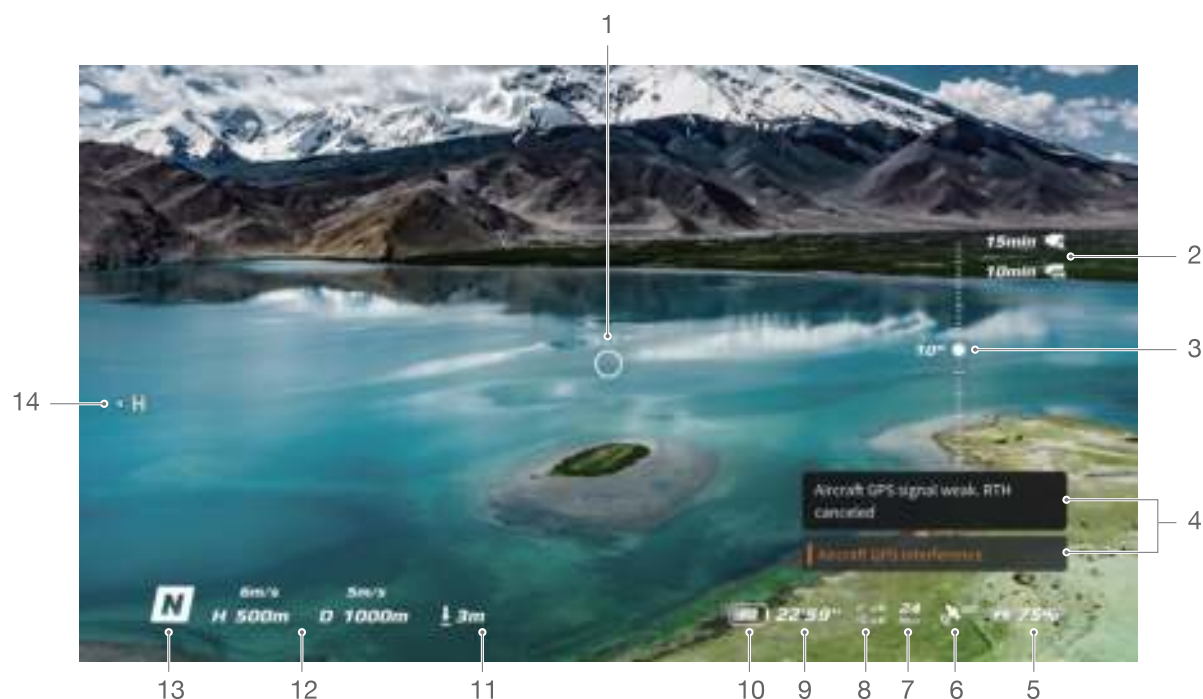 1
15min
2
10min
10°
3
14
H
Aircraft GPS signal weak. RTH
canceled
4
Aircraft GPS interference
6m/s 5m/s
N H 500m D 1000m 3m
22'59" 24 75%
13 12 11 10 9 8 7 6 5